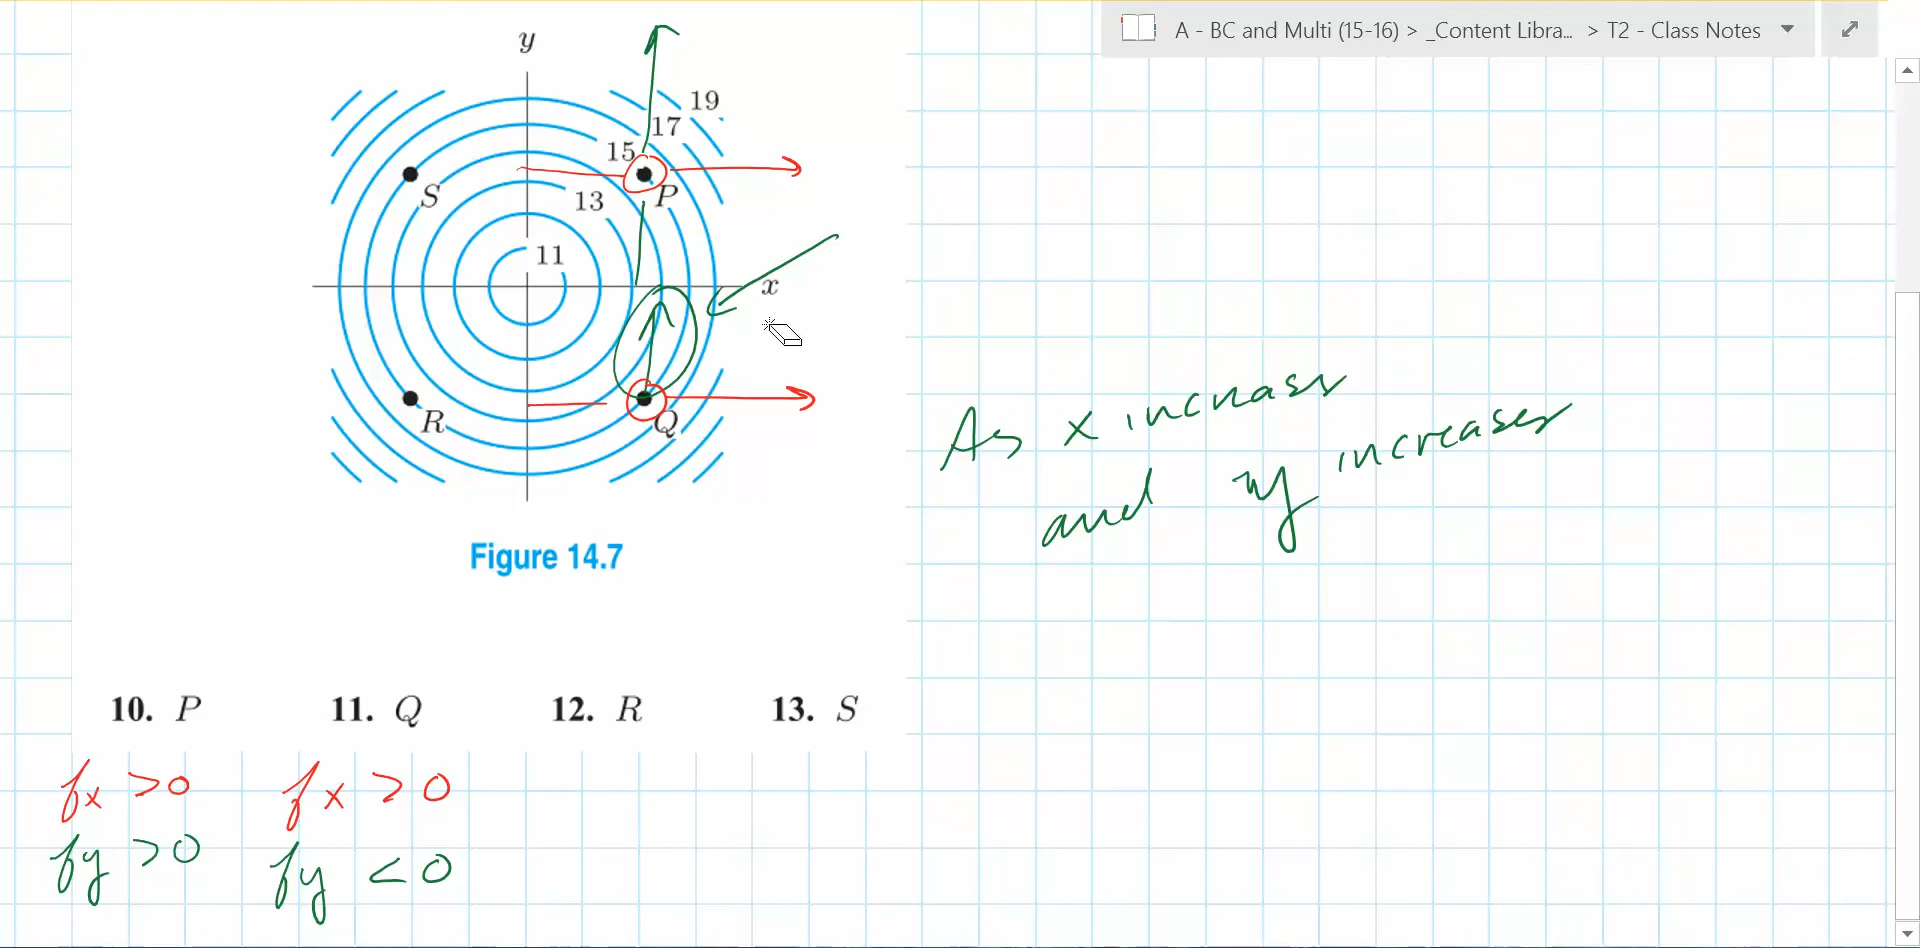 A - BC and Multi (15-16) > _Content Libra... > T2 - Class Notes
y
19
17
15
P
S
13
11
x
R
Q
As x increass
and y increases
Figure 14.7
10. P 11. Q 12. R 13. S
fx >0 fx >0
fy >0 fy <0